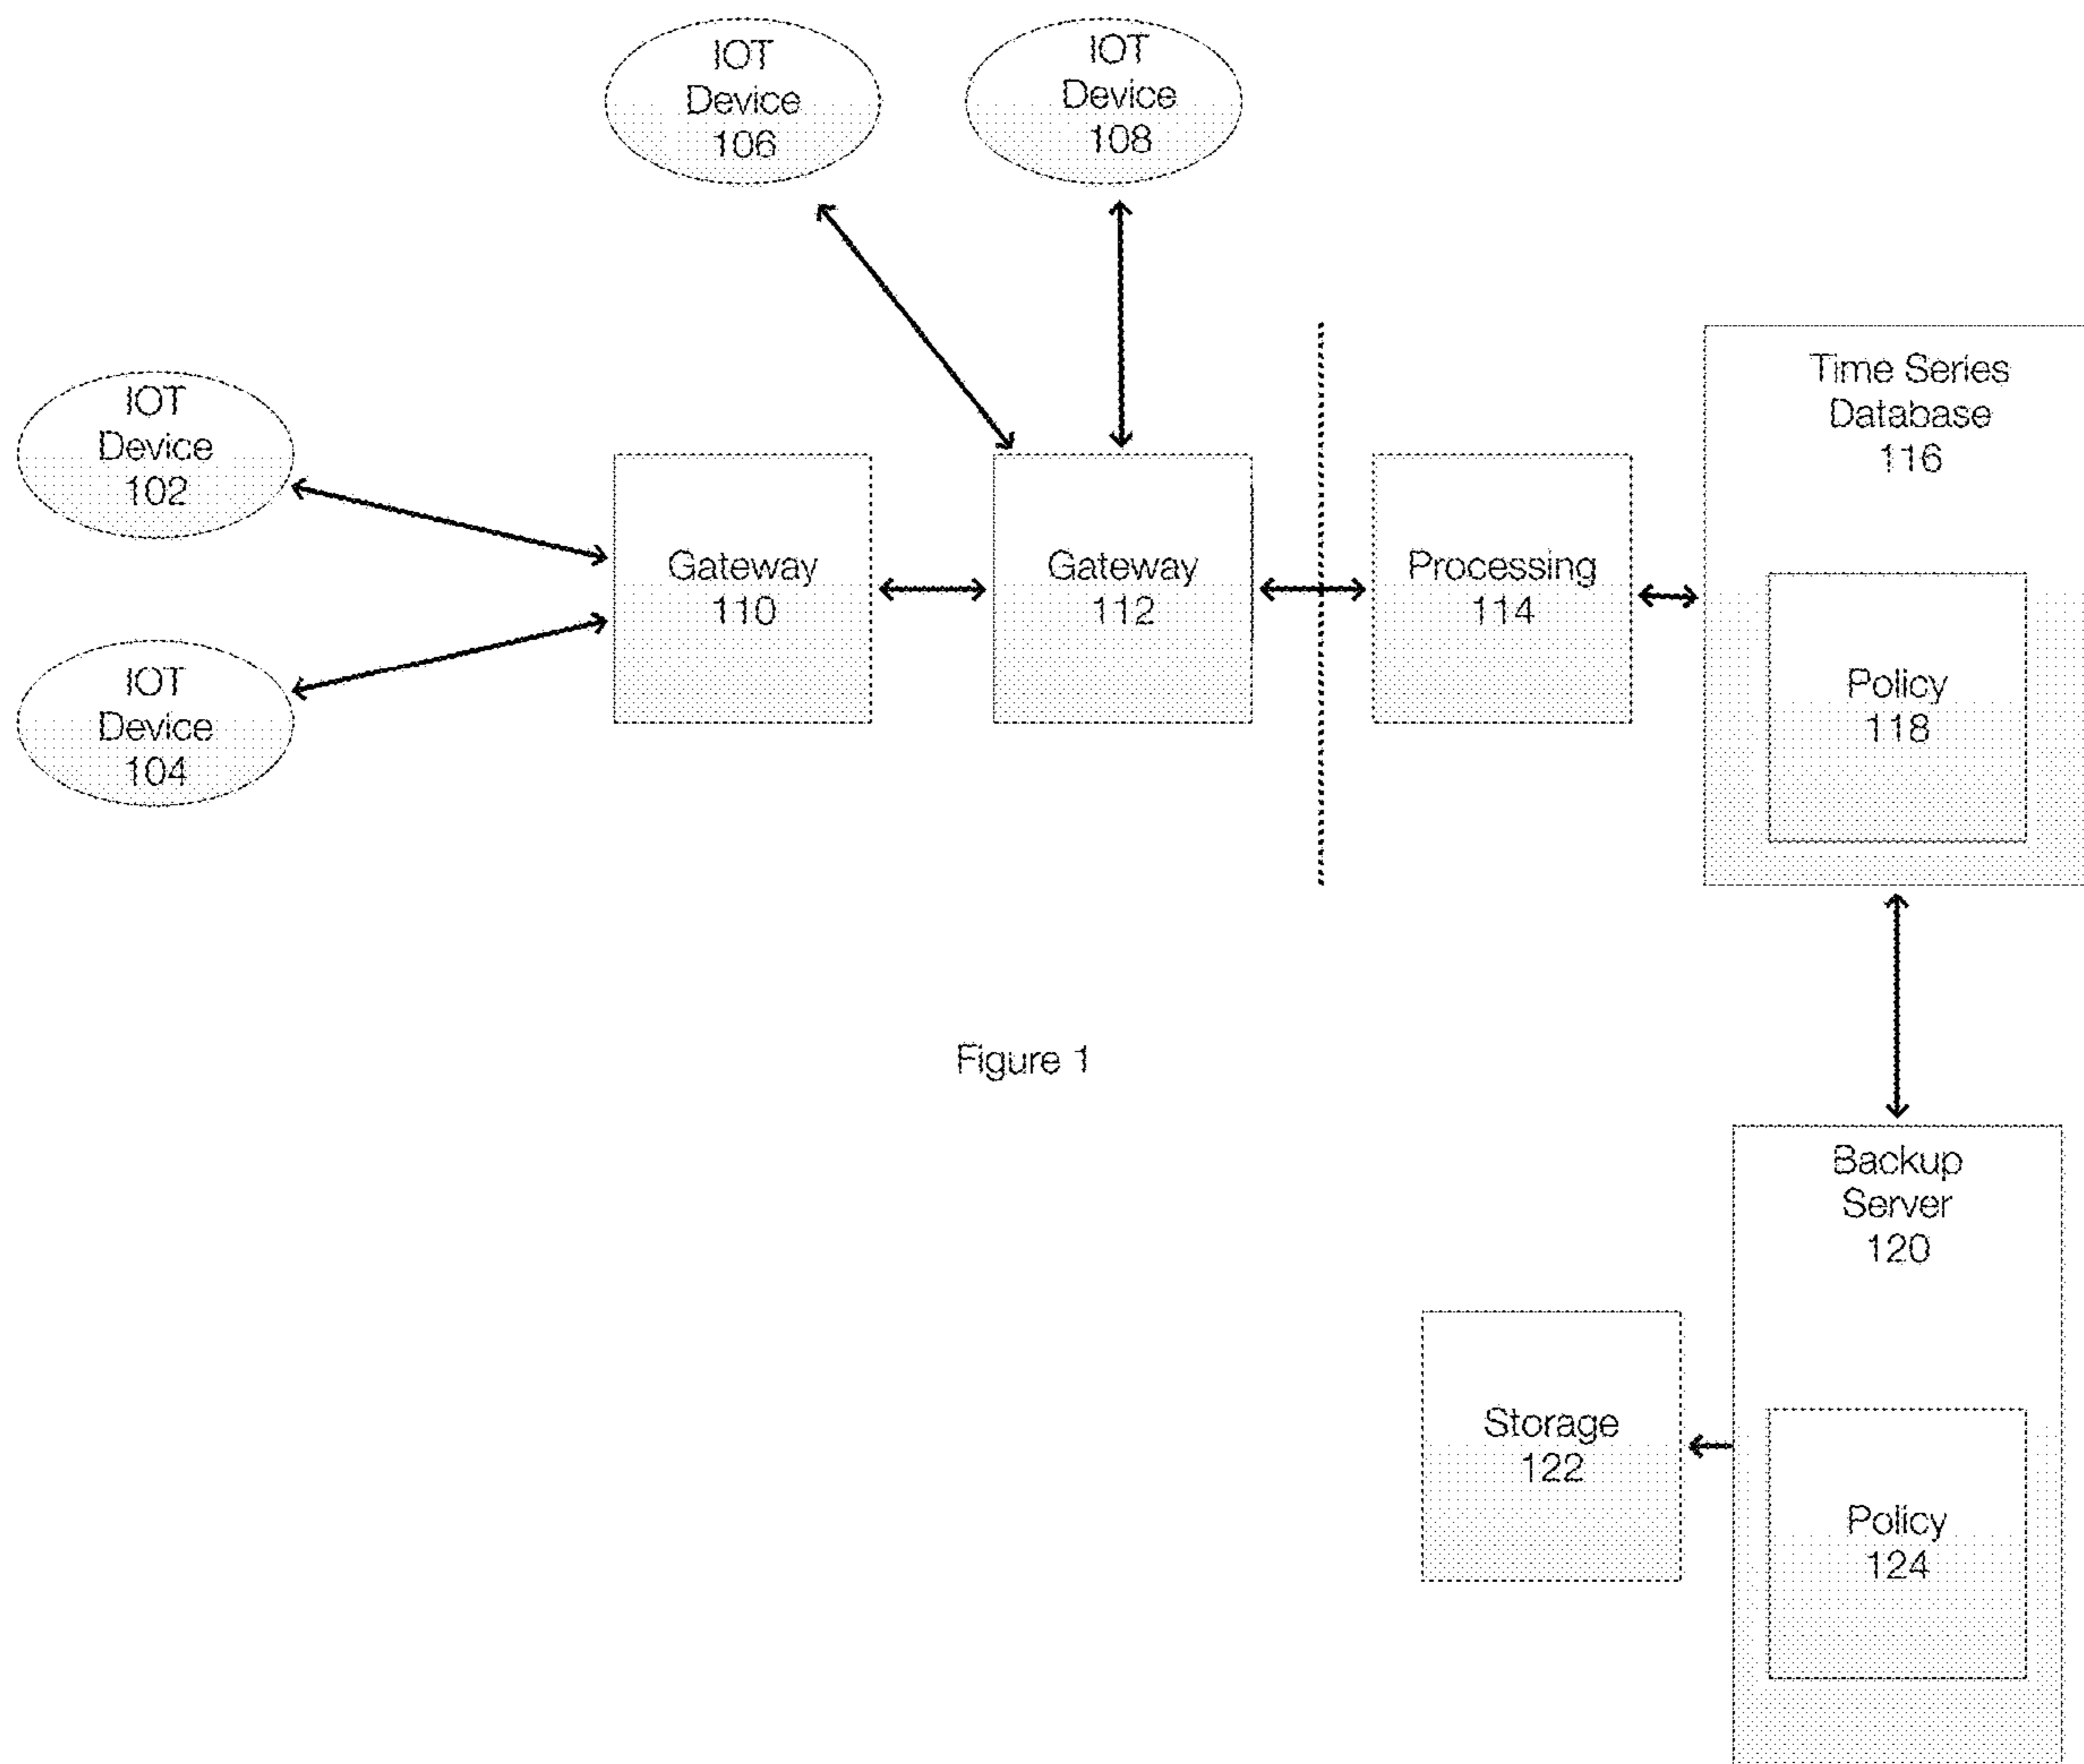 IOT
Device
106
IOT
Device
108
IOT
Device
102
IOT
Device
104
Gateway
110
Gateway
112
Processing
114
Time Series
Database
116
Policy
118
Figure 1
Backup
Server
120
Storage
122
Policy
124